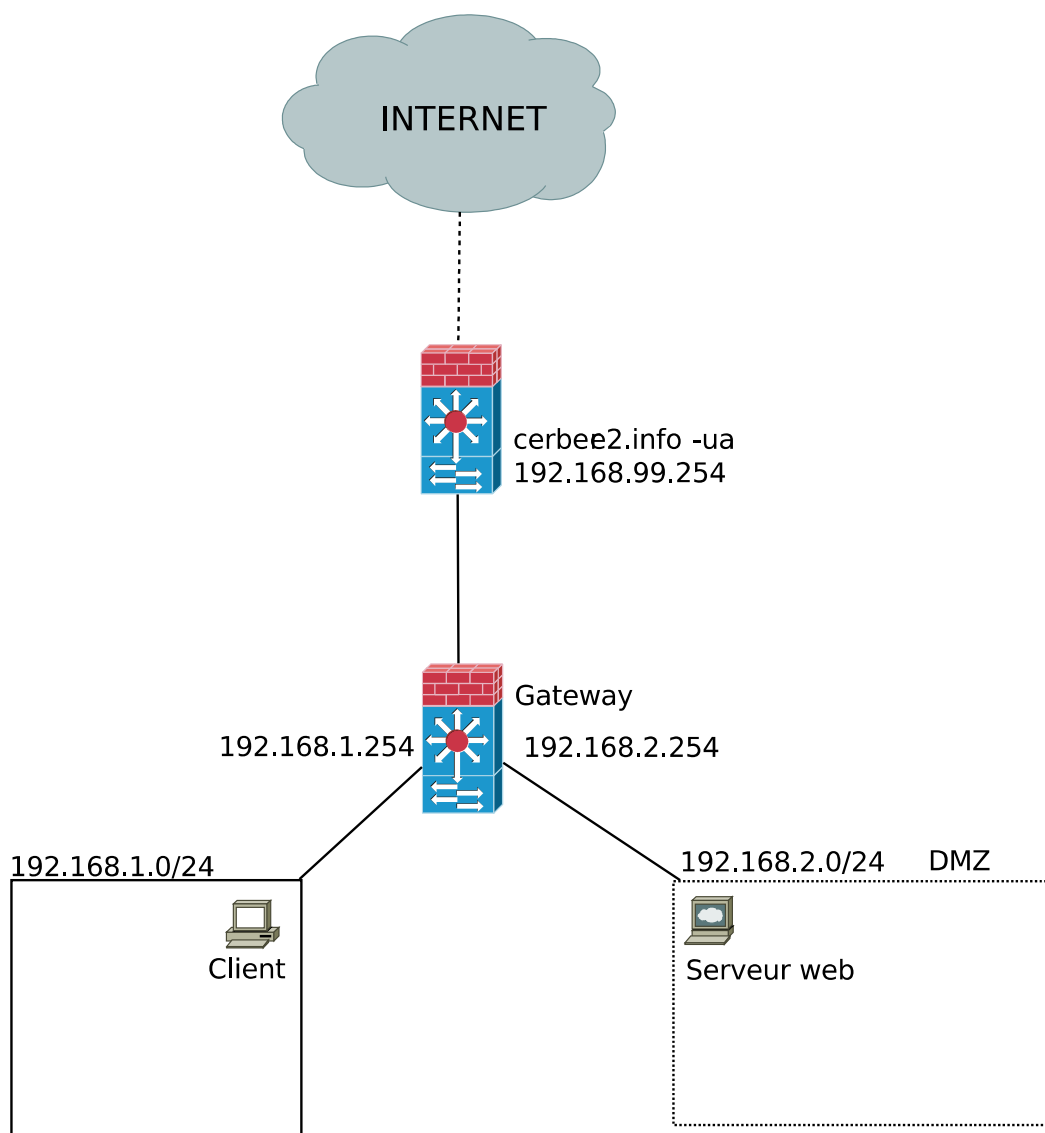 INTERNET
cerbere2.info -ua
192.168.99.254
Gateway
192.168.1.254
192.168.2.254
192.168.1.0/24
192.168.2.0/24 DMZ
Client
Serveur web